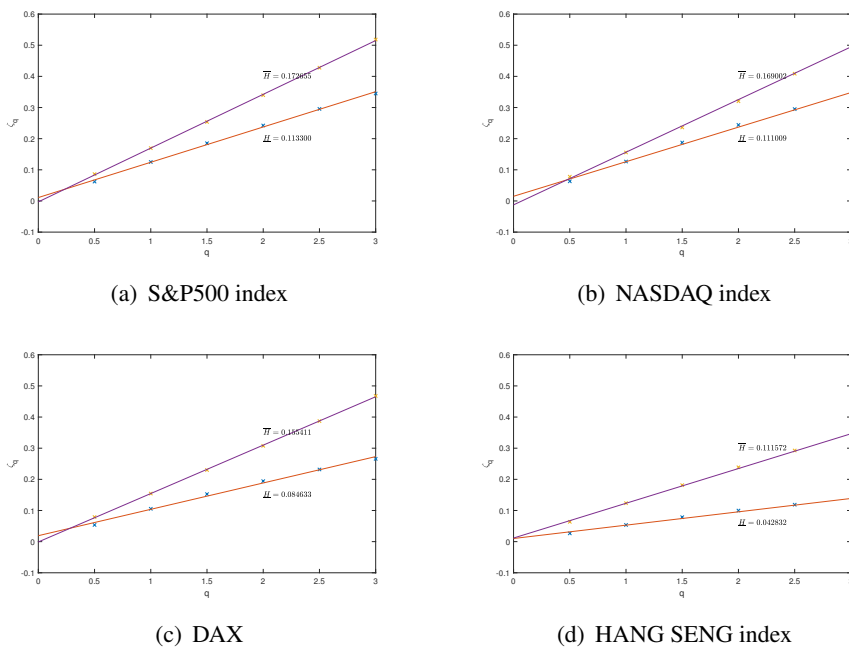 0.6
0.5
0.4
0.3
0.2
0.1
0
-0.1
ζq
H = 0.172655
H = 0.113300
0 0.5 1 1.5 2 2.5 3
q
(a) S&P500 index
0.6
0.5
0.4
0.3
0.2
0.1
0
-0.1
ζq
H = 0.169002
H = 0.111009
0 0.5 1 1.5 2 2.5
q
(b) NASDAQ index
0.6
0.5
0.4
0.3
0.2
0.1
0
-0.1
ζq
H = 0.155411
H = 0.084633
0 0.5 1 1.5 2 2.5 3
q
(c) DAX
0.6
0.5
0.4
0.3
0.2
0.1
0
-0.1
ζq
H = 0.111572
H = 0.042832
0 0.5 1 1.5 2 2.5
q
(d) HANG SENG index